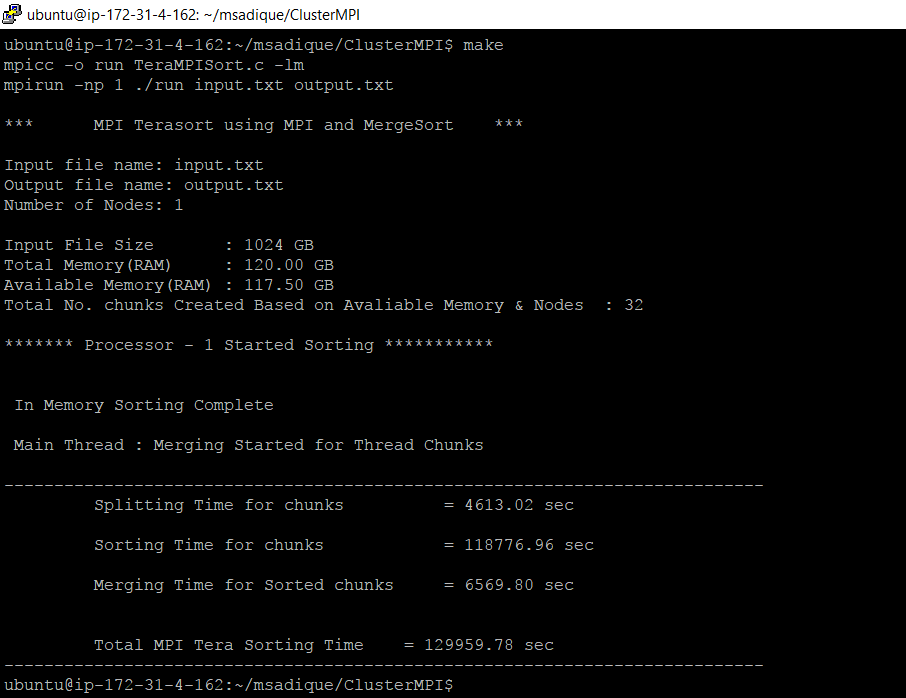 ubuntu@ip-172-31-4-162: ~/msadique/ClusterMPI
ubuntu@ip-172-31-4-162:~/msadique/ClusterMPI$ make
mpicc -o run TeraMPISort.c -lm
mpirun -np 1 ./run input.txt output.txt
*** MPI Terasort using MPI and MergeSort ***
Input file name: input.txt
Output file name: output.txt
Number of Nodes: 1
Input File Size : 1024 GB
Total Memory(RAM) : 120.00 GB
Available Memory(RAM) : 117.50 GB
Total No. chunks Created Based on Avaliable Memory & Nodes : 32
******* Processor - 1 Started Sorting ***********
In Memory Sorting Complete
Main Thread : Merging Started for Thread Chunks
----------------------------------------------------------------------------
Splitting Time for chunks = 4613.02 sec
Sorting Time for chunks = 118776.96 sec
Merging Time for Sorted chunks = 6569.80 sec
Total MPI Tera Sorting Time = 129959.78 sec
----------------------------------------------------------------------------
ubuntu@ip-172-31-4-162:~/msadique/ClusterMPI$